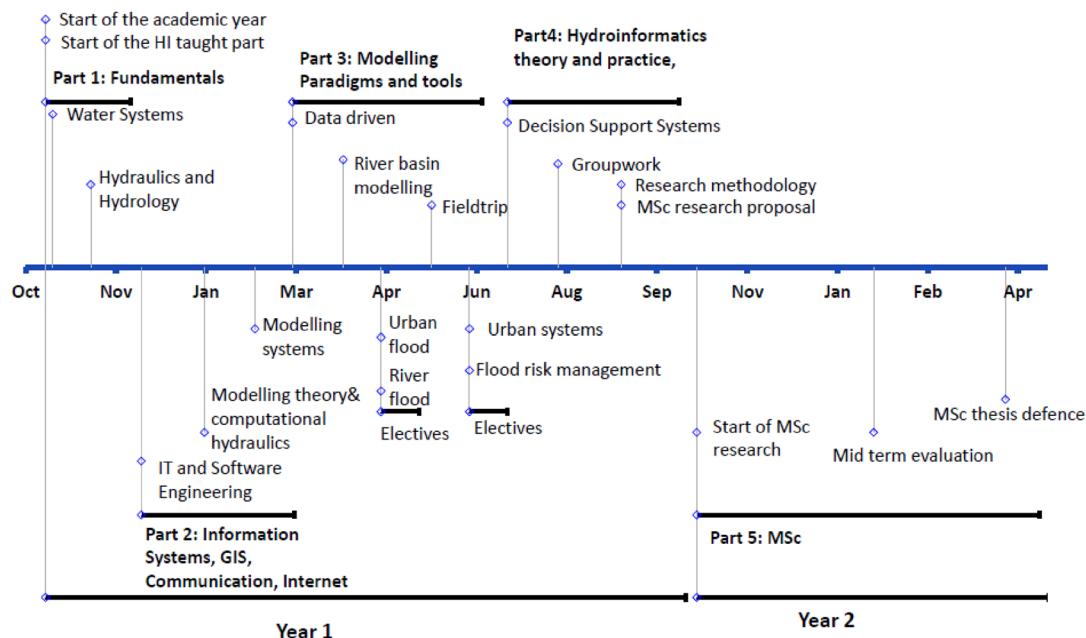 Start of the academic year
Start of the HI taught part
Part 1: Fundamentals
Water Systems
Hydraulics and
Hydrology
Part 3: Modelling
Paradigms and tools
Data driven
River basin
modelling
Fieldtrip
Part4: Hydroinformatics
theory and practice,
Decision Support Systems
Groupwork
Research methodology
MSc research proposal
Oct Nov Jan Mar Apr Jun Aug Sep Nov Jan Feb Apr
Modelling
systems
Modelling theory&
computational
hydraulics
IT and Software
Engineering
Part 2: Information
Systems, GIS,
Communication, Internet
Urban
flood
River
flood
Electives
Urban systems
Flood risk management
Electives
Start of MSc
research
Mid term evaluation
MSc thesis defence
Part 5: MSc
Year 1
Year 2